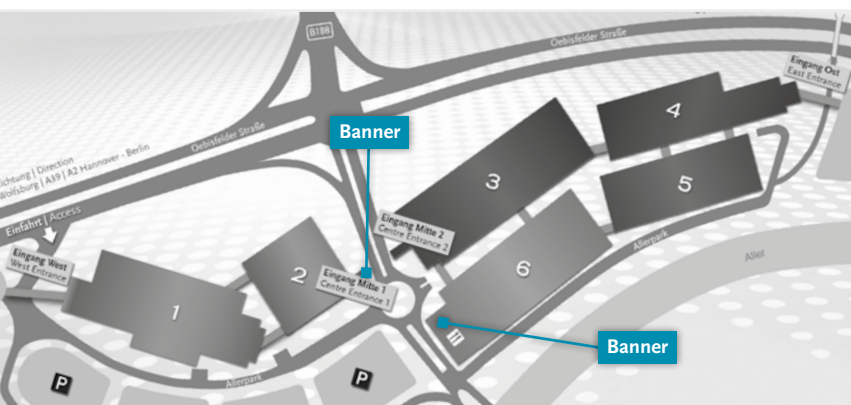 B188
Oebisfelder Straße
Eingang Ost
East Entrance
4
Banner
Oebisfelder Straße
Richtung | Direction
Wolfsburg | A39 | A2 Hannover - Berlin
3
5
Einfahrt | Access
Eingang Mitte 2
Centre Entrance 2
Allerpark
Aller
Eingang West
West Entrance
2
6
Eingang Mitte 1
Centre Entrance 1
1
Banner
P
P
Allerpark